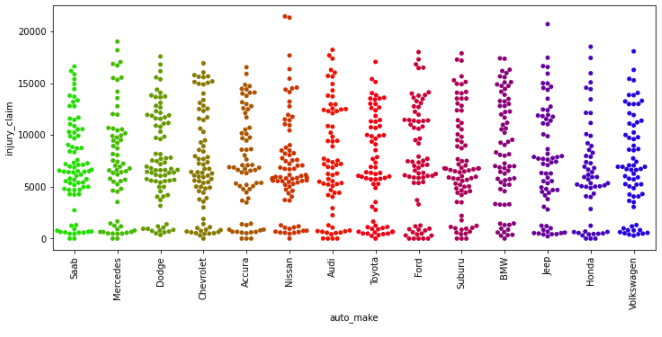 20000
15000
10000
5000
0
injury_claim
Saab
Mercedes
Dodge
Chevrolet
Accura
Nissan
Audi
Toyota
Ford
Suburu
BMW
Jeep
Honda
Volkswagen
auto_make